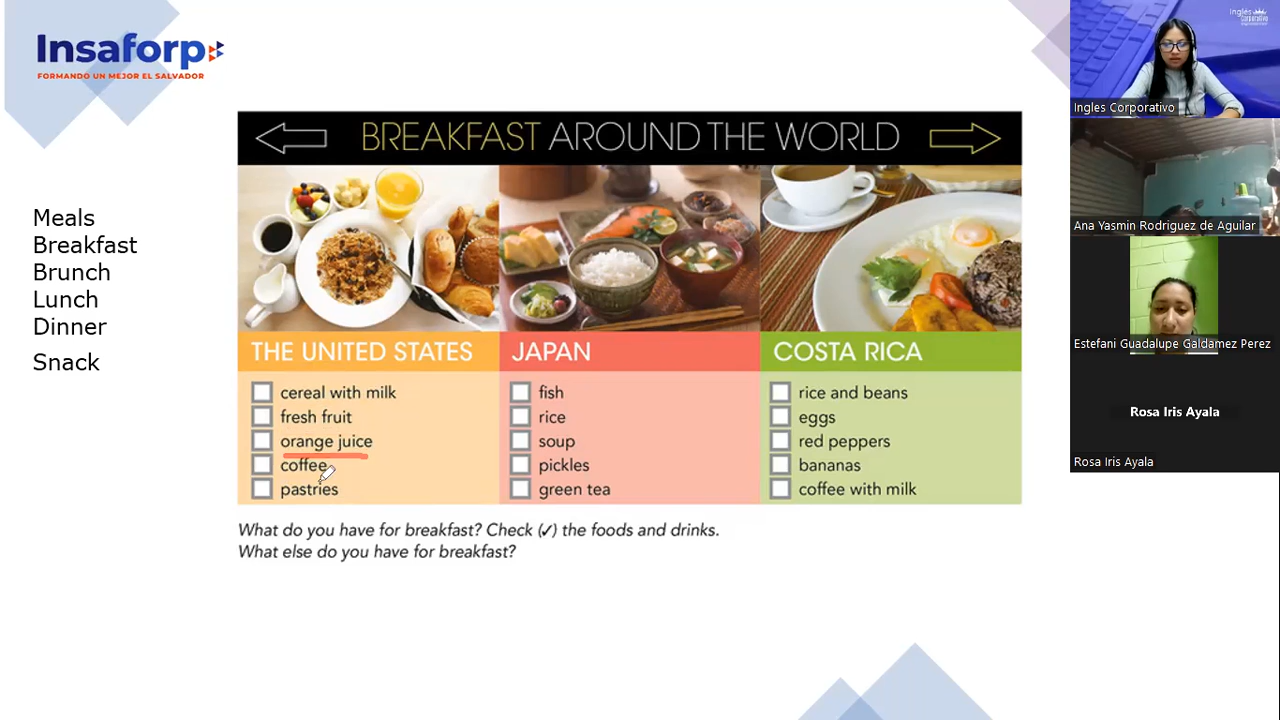 Insaforp
FORMANDO UN MEJOR EL SALVADOR
Meals
Breakfast
Brunch
Lunch
Dinner
Snack
BREAKFAST AROUND THE WORLD
THE UNITED STATES
cereal with milk
fresh fruit
orange juice
coffee
pastries
JAPAN
fish
rice
soup
pickles
green tea
COSTA RICA
rice and beans
eggs
red peppers
bananas
coffee with milk
What do you have for breakfast? Check (✓) the foods and drinks.
What else do you have for breakfast?
Inglés
Corporativo
Ingles Corporativo
Ana Yasmin Rodriguez de Aguilar
Estefani Guadalupe Galdamez Perez
Rosa Iris Ayala
Rosa Iris Ayala